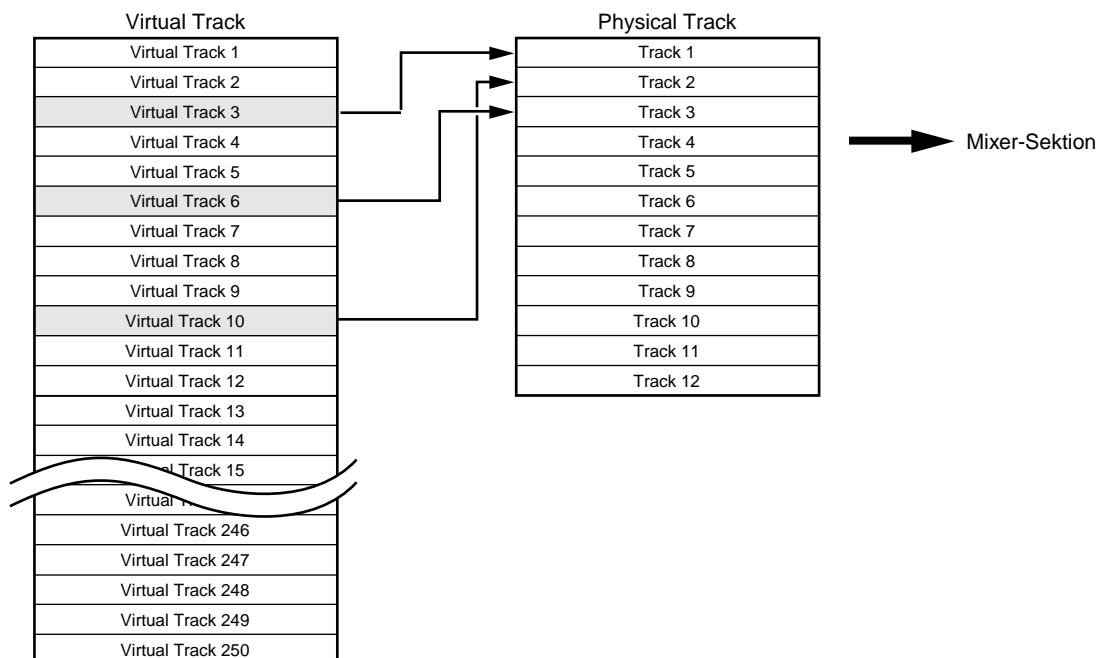 Virtual Track
Virtual Track 1
Virtual Track 2
Virtual Track 3
Virtual Track 4
Virtual Track 5
Virtual Track 6
Virtual Track 7
Virtual Track 8
Virtual Track 9
Virtual Track 10
Virtual Track 11
Virtual Track 12
Virtual Track 13
Virtual Track 14
Track 15
Virtual
Virtual Track 246
Virtual Track 247
Virtual Track 248
Virtual Track 249
Virtual Track 250
Physical Track
Track 1
Track 2
Track 3
Track 4
Track 5
Track 6
Track 7
Track 8
Track 9
Track 10
Track 11
Track 12
Mixer-Sektion